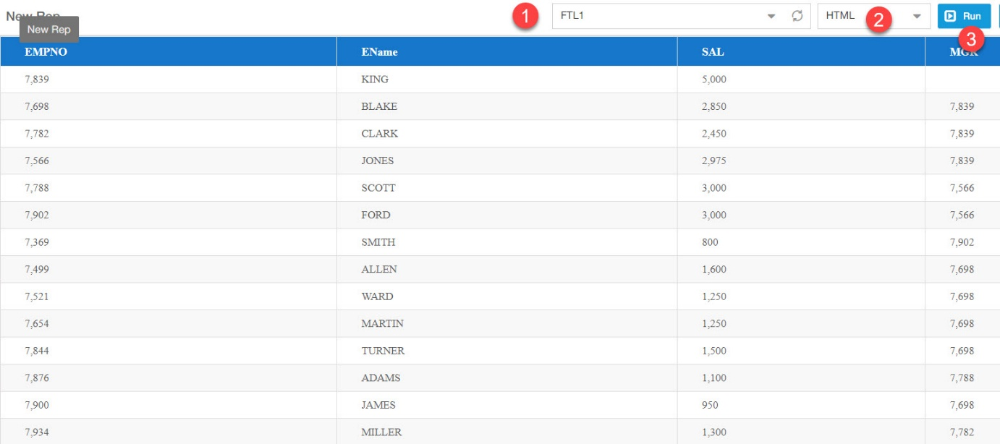 New Rep 1 FTL1 HTML 2 Run
New Rep 3
EMPNO EName SAL MGR
7,839 KING 5,000
7,698 BLAKE 2,850 7,839
7,782 CLARK 2,450 7,839
7,566 JONES 2,975 7,839
7,788 SCOTT 3,000 7,566
7,902 FORD 3,000 7,566
7,369 SMITH 800 7,902
7,499 ALLEN 1,600 7,698
7,521 WARD 1,250 7,698
7,654 MARTIN 1,250 7,698
7,844 TURNER 1,500 7,698
7,876 ADAMS 1,100 7,788
7,900 JAMES 950 7,698
7,934 MILLER 1,300 7,782